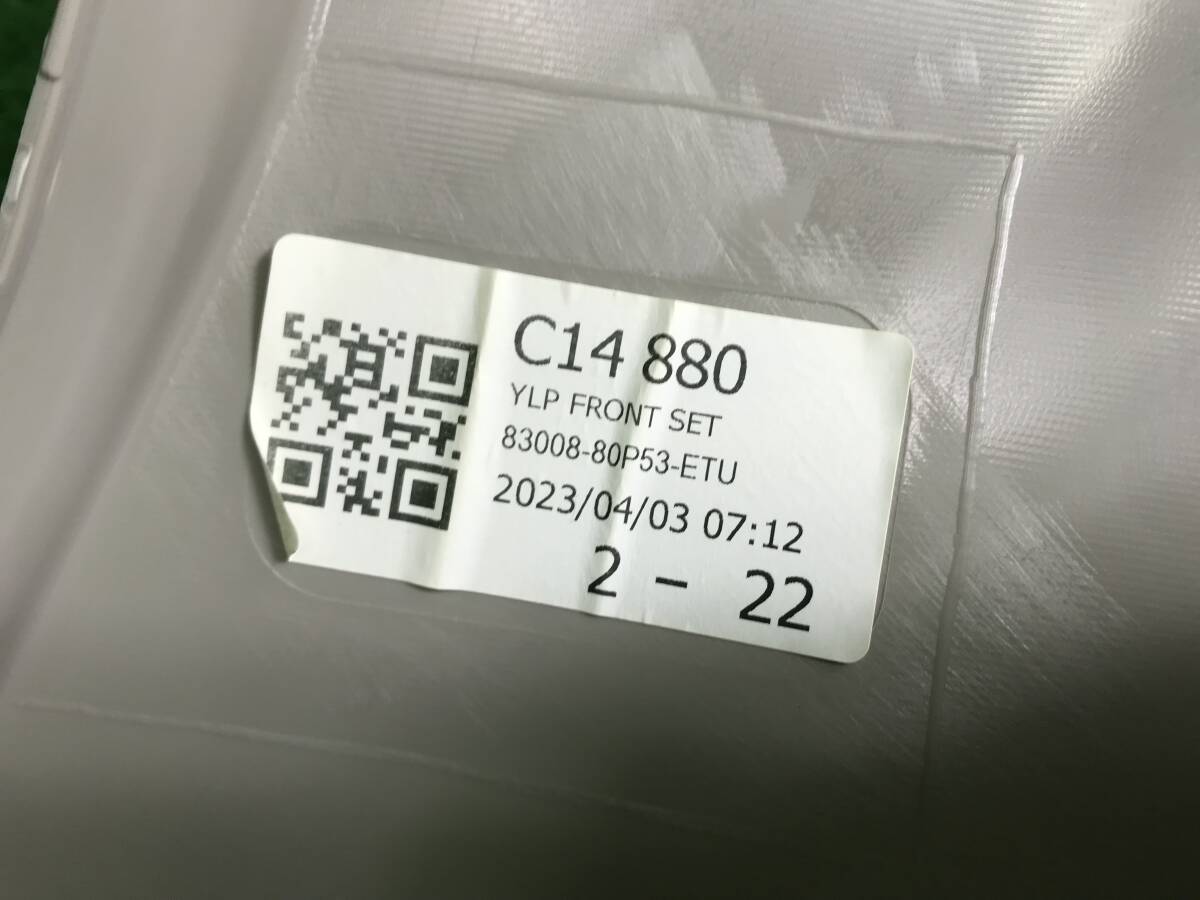 C14 880
YLP FRONT SET
83008-80P53-ETU
2023/04/03 07:12
2 - 22